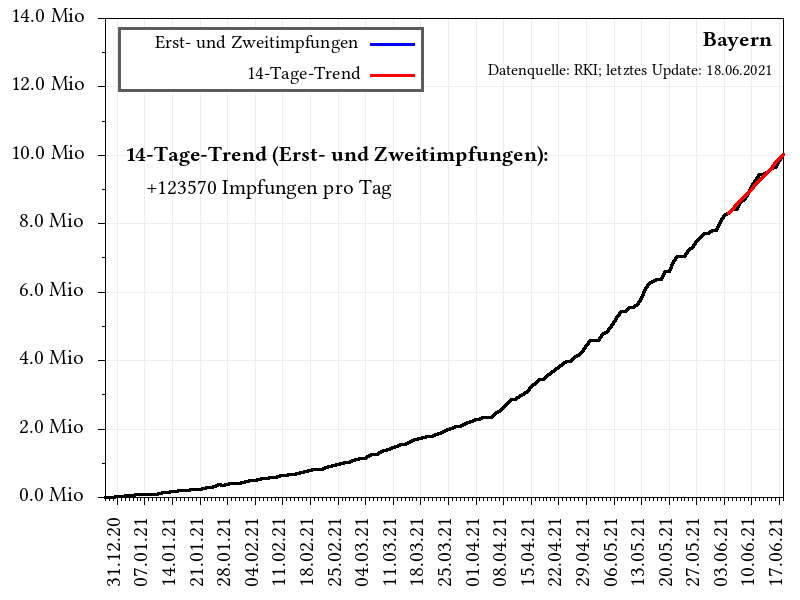 14.0 Mio
12.0 Mio
10.0 Mio
8.0 Mio
6.0 Mio
4.0 Mio
2.0 Mio
0.0 Mio
Erst- und Zweitimpfungen
14-Tage-Trend
Bayern
Datenquelle: RKI; letztes Update: 18.06.2021
14-Tage-Trend (Erst- und Zweitimpfungen):
+123570 Impfungen pro Tag
31.12.20
07.01.21
14.01.21
21.01.21
28.01.21
04.02.21
11.02.21
18.02.21
25.02.21
04.03.21
11.03.21
18.03.21
25.03.21
01.04.21
08.04.21
15.04.21
22.04.21
29.04.21
06.05.21
13.05.21
20.05.21
27.05.21
03.06.21
10.06.21
17.06.21